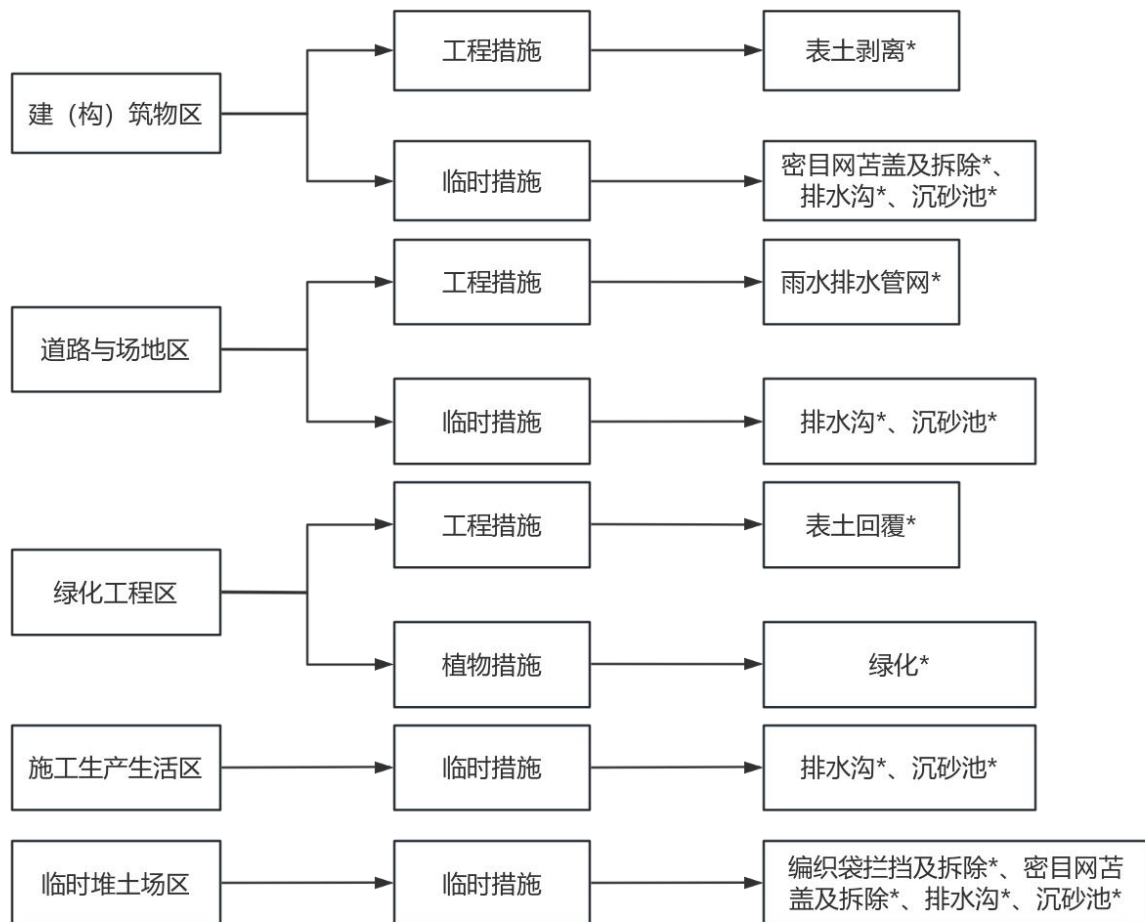 建（构）筑物区
工程措施
表土剥离*
临时措施
密目网苫盖及拆除*、
排水沟*、沉砂池*
道路与场地区
工程措施
雨水排水管网*
临时措施
排水沟*、沉砂池*
绿化工程区
工程措施
表土回覆*
植物措施
绿化*
施工生产生活区
临时措施
排水沟*、沉砂池*
临时堆土场区
临时措施
编织袋拦挡及拆除*、密目网苫
盖及拆除*、排水沟*、沉砂池*